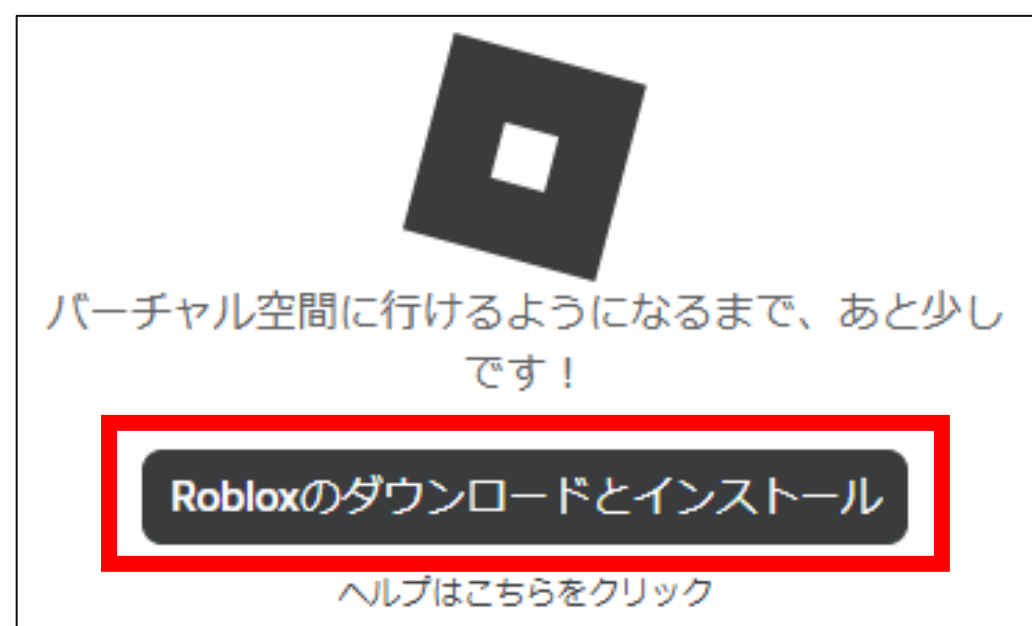 バーチャル空間に行けるようになるまで、あと少し
です！
Robloxのダウンロードとインストール
ヘルプはこちらをクリック